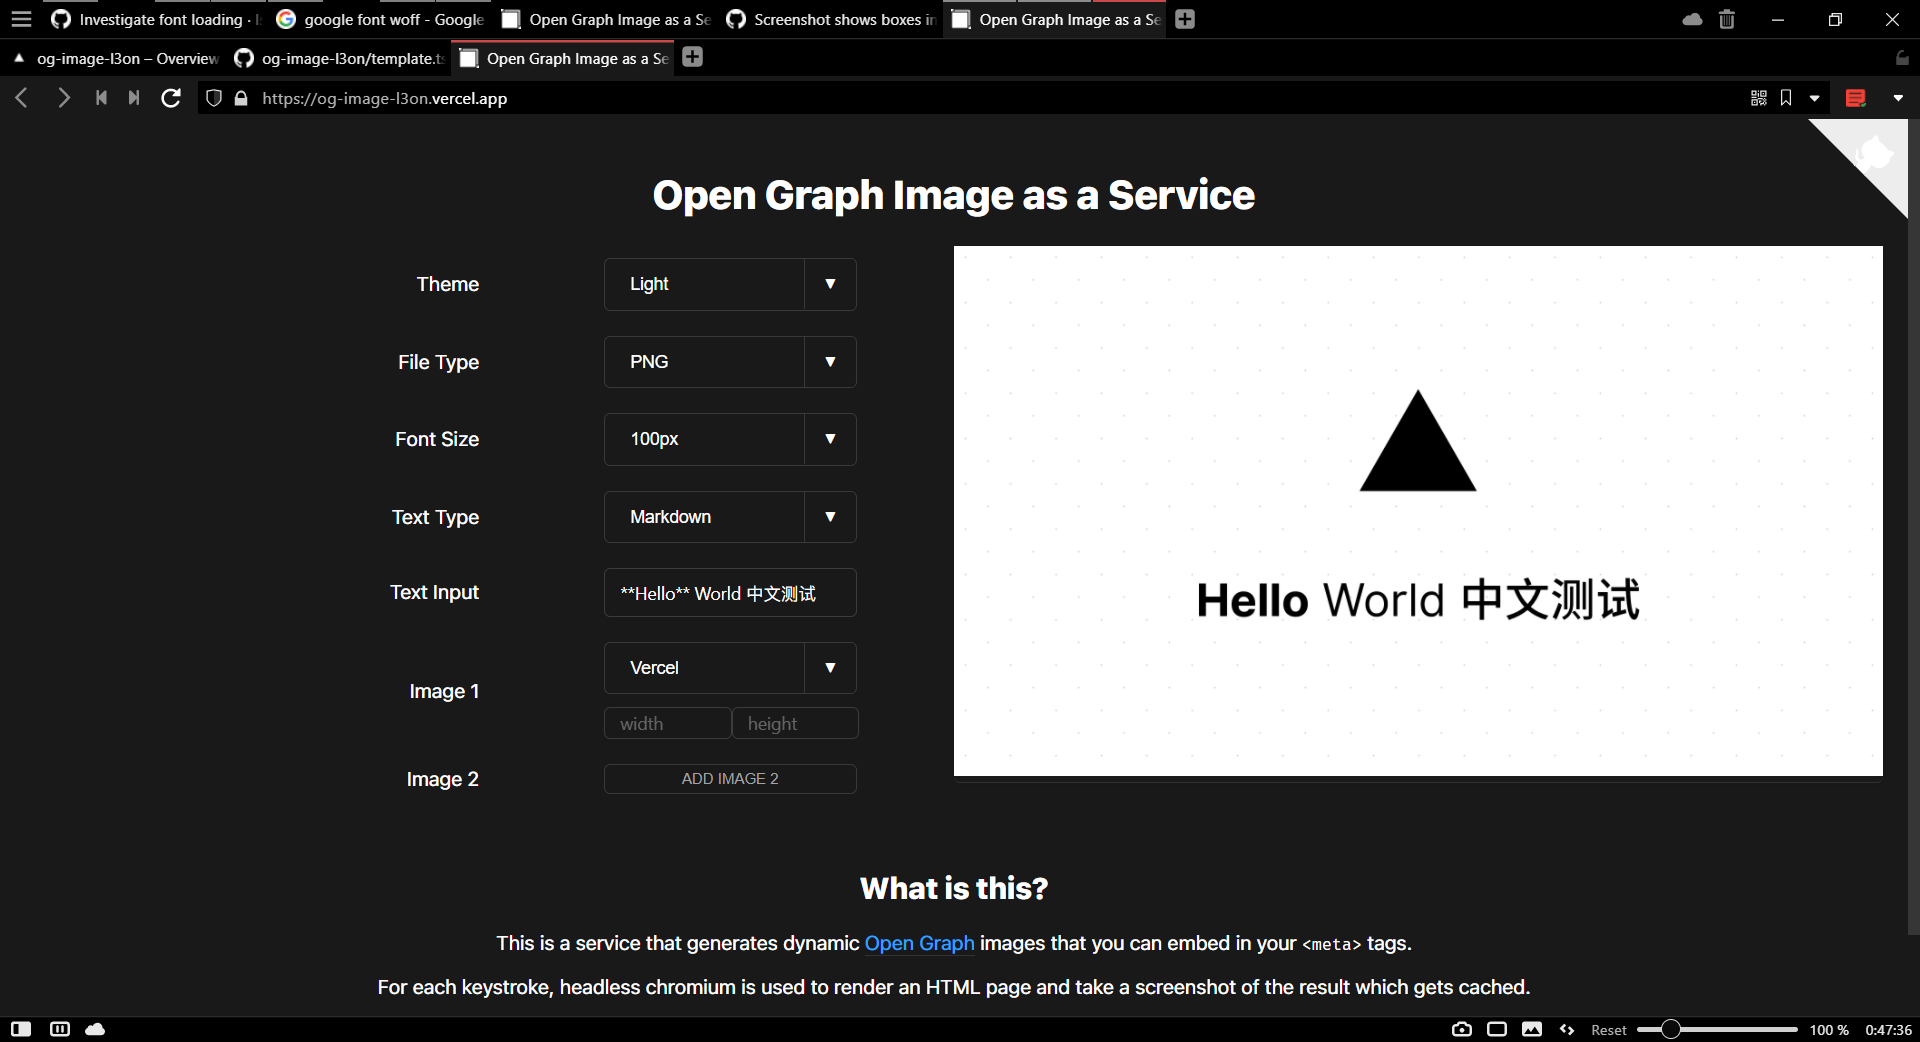 Investigate font loading ·
google font woff - Google
Open Graph Image as a Se
Screenshot shows boxes in
Open Graph Image as a Se
og-image-l3on – Overview
og-image-l3on/template.ts
Open Graph Image as a Se
https://og-image-l3on.vercel.app
Open Graph Image as a Service
Theme
Light
File Type
PNG
Font Size
100px
Text Type
Markdown
Text Input
**Hello** World 中文测试
Image 1
Vercel
width
height
Image 2
ADD IMAGE 2
Hello World 中文测试
What is this?
This is a service that generates dynamic Open Graph images that you can embed in your <meta> tags.
For each keystroke, headless chromium is used to render an HTML page and take a screenshot of the result which gets cached.
Reset
100 %
0:47:36